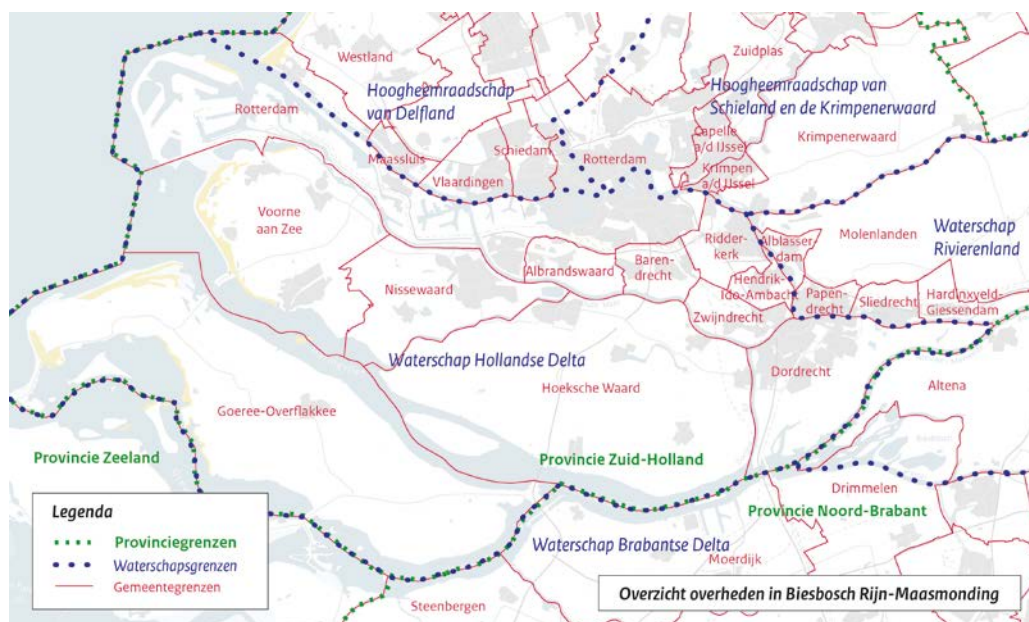 Westland
Zuidplas
Hoogheemraadschap
van Delfland
Hoogheemraadschap van
Schieland en de Krimpenerwaard
Rotterdam
Maassluis
Vlaardingen
Schiedam
Rotterdam
Capelle
a/d IJssel
Krimpen
a/d IJssel
Krimpenerwaard
Voorne
aan Zee
Nissewaard
Albrandswaard
Baren-
drecht
Ridder-
kerk
Alblasser
dam
Molenlanden
Waterschap
Rivierenland
Hendrik-
Ido-Ambacht
Zwijndrecht
Papen-
drecht
Sliedrecht
Hardinxveld-
Giessendam
Waterschap Hollandse Delta
Hoeksche Waard
Dordrecht
Altena
Goeree-Overflakkee
Provincie Zeeland
Provincie Zuid-Holland
Drimmelen
Provincie Noord-Brabant
Waterschap Brabantse Delta
Moerdijk
Steenbergen
Legenda
Provinciegrenzen
Waterschapsgrenzen
Gemeentegrenzen
Overzicht overheden in Biesbosch Rijn-Maasmonding